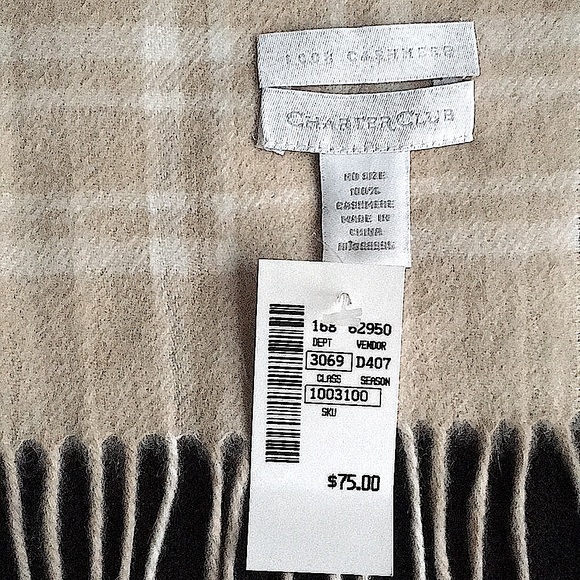 100% CASHMERE
CHARTER CLUB
NO SIZE
100%
CASHMERE
MADE IN
CHINA
168 62950
DEPT VENDOR
3069 D407
CLASS SEASON
1003100
SKU
$75.00